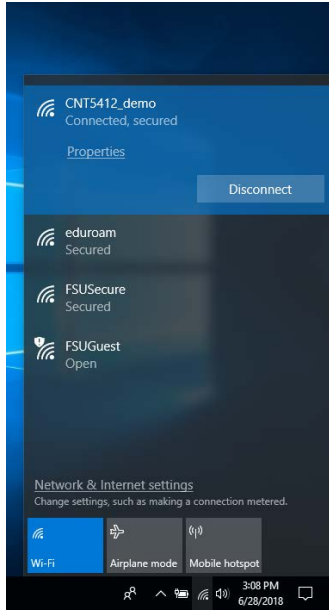 CNT5412_demo
Connected, secured
Properties
Disconnect
eduroam
Secured
FSUSecure
Secured
FSUGuest
Open
Network & Internet settings
Change settings, such as making a connection metered.
Wi-Fi
Airplane mode
Mobile hotspot
3:08 PM
6/28/2018